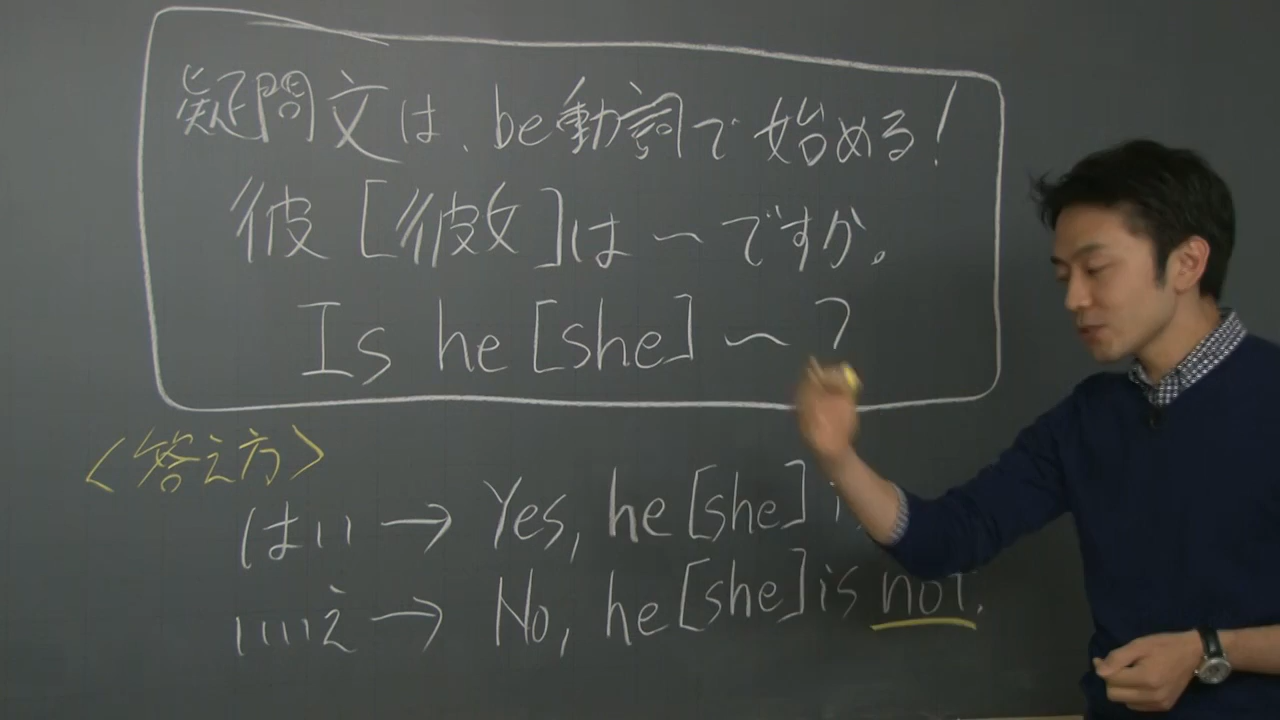 疑問文は、be動詞で始める!
彼[彼女]は〜ですか。
Is he [she] 〜 ?
<答え方>
はい → Yes, he [she]
いいえ → No, he [she] is not.